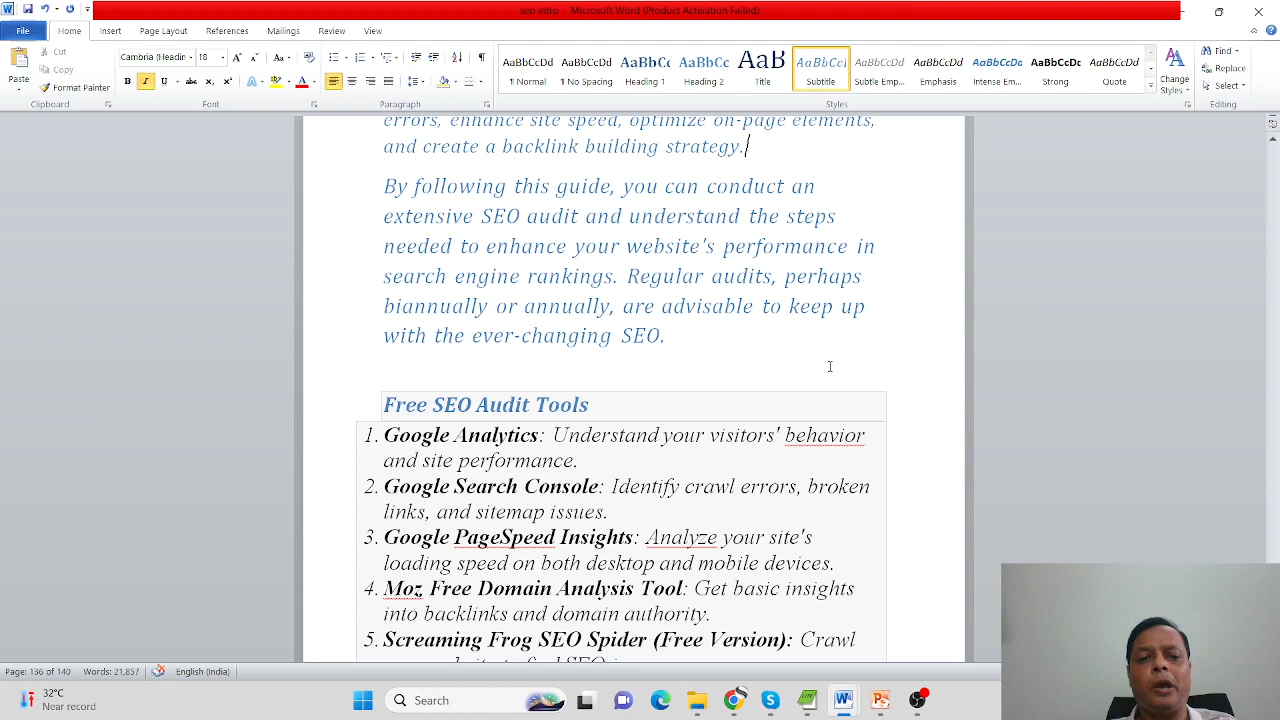 seo intro - Microsoft Word (Product Activation Failed)
File Home Insert Page Layout References Mailings Review View
Cut
Copy
Format Painter
Paste
Clipboard
Cambria (Headin 18
Font
Paragraph
AaBbCcDd AaBbCcDd AaBbCc AaBbCc AaB AaBbCcI AaBbCcDd AaBbCcDd AaBbCcDd AaBbCcDc AaBbCcDd
¶ Normal ¶ No Spacing Heading 1 Heading 2 Title Subtitle Subtle Emp... Emphasis Intense Em... Strong Quote
Styles
Change
Styles
Find
Replace
Select
Editing
errors, enhance site speed, optimize on-page elements,
and create a backlink building strategy.
By following this guide, you can conduct an
extensive SEO audit and understand the steps
needed to enhance your website's performance in
search engine rankings. Regular audits, perhaps
biannually or annually, are advisable to keep up
with the ever-changing SEO.
Free SEO Audit Tools
1. Google Analytics: Understand your visitors' behavior
and site performance.
2. Google Search Console: Identify crawl errors, broken
links, and sitemap issues.
3. Google PageSpeed Insights: Analyze your site's
loading speed on both desktop and mobile devices.
4. Moz Free Domain Analysis Tool: Get basic insights
into backlinks and domain authority.
5. Screaming Frog SEO Spider (Free Version): Crawl
Page: 136 of 140 Words: 21,857 English (India)
32°C
Near record
Search